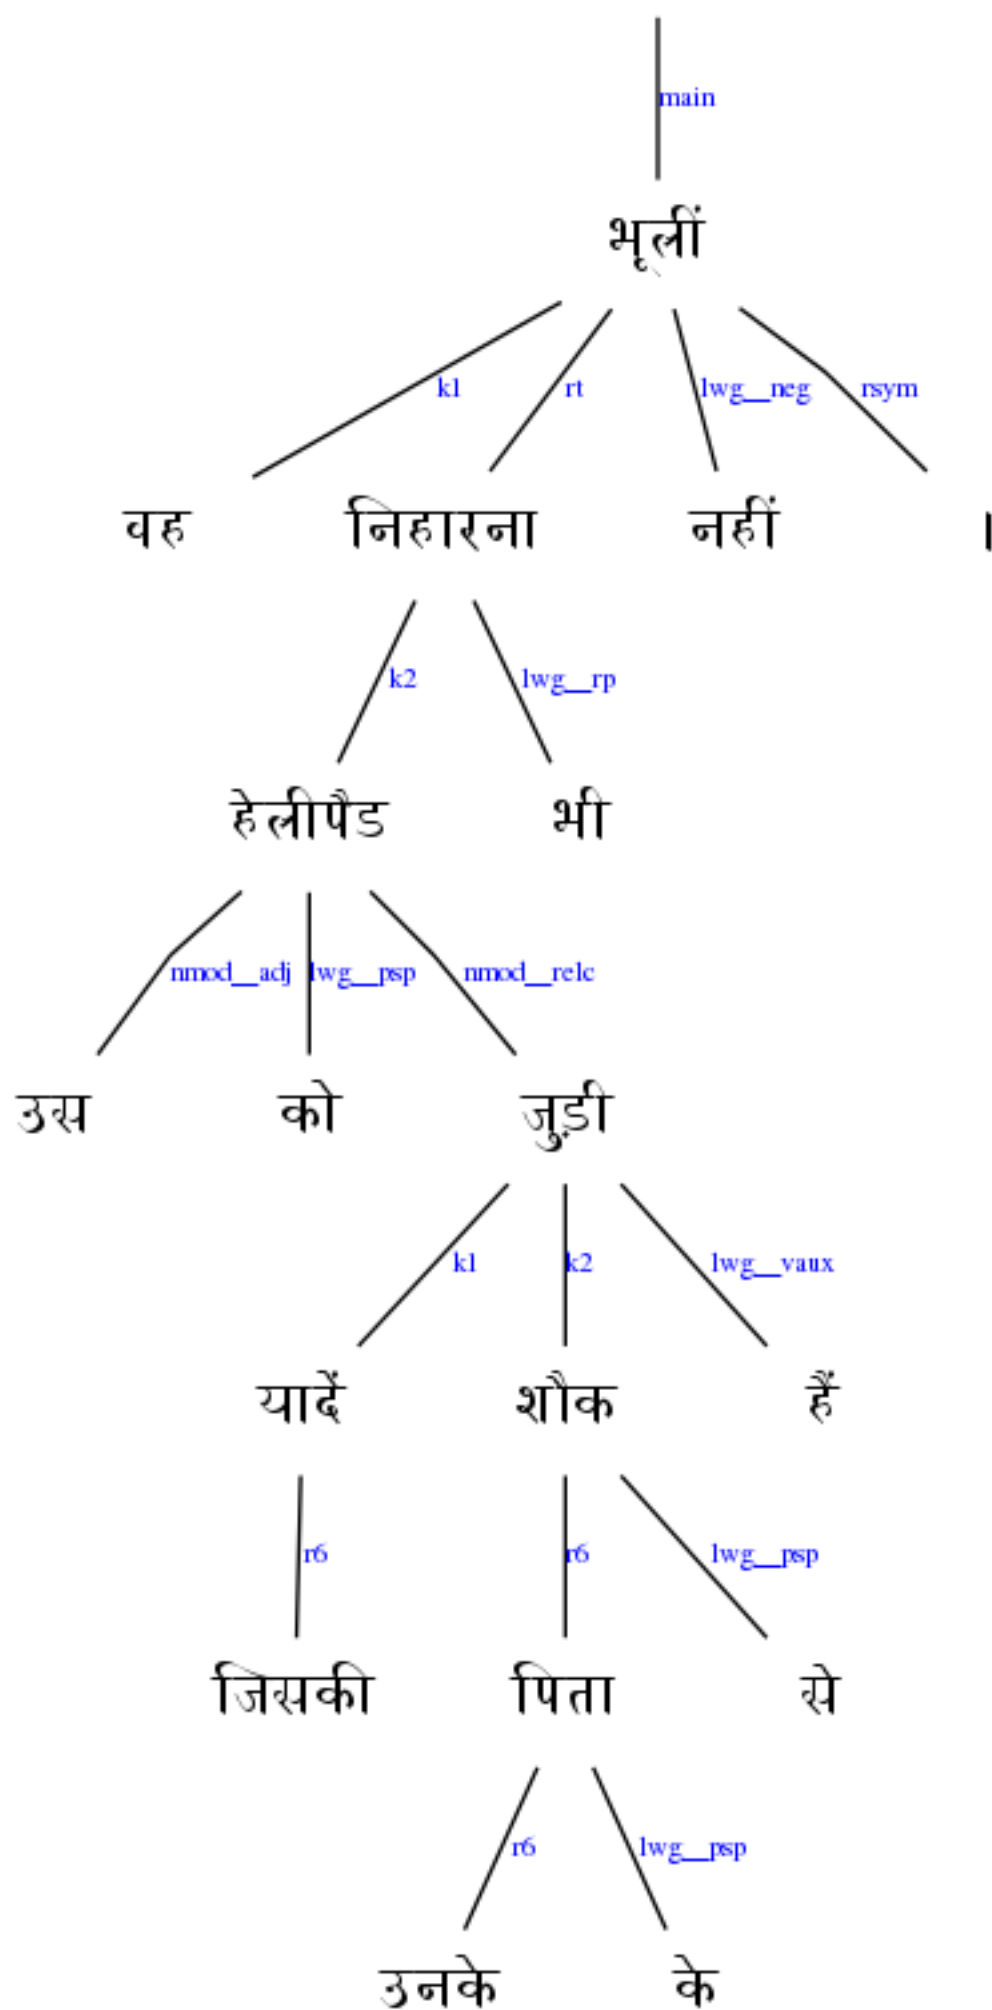 main
भूलीं
k1 rt lwg__neg rsym
वह निहारना नहीं ।
k2 lwg__rp
हेलीपैड भी
nmod__adj lwg__psp nmod__relc
उस को जुड़ी
k1 k2 lwg__vaux
यादें शौक हैं
r6 r6 lwg__psp
जिसकी पिता से
r6 lwg__psp
उनके के